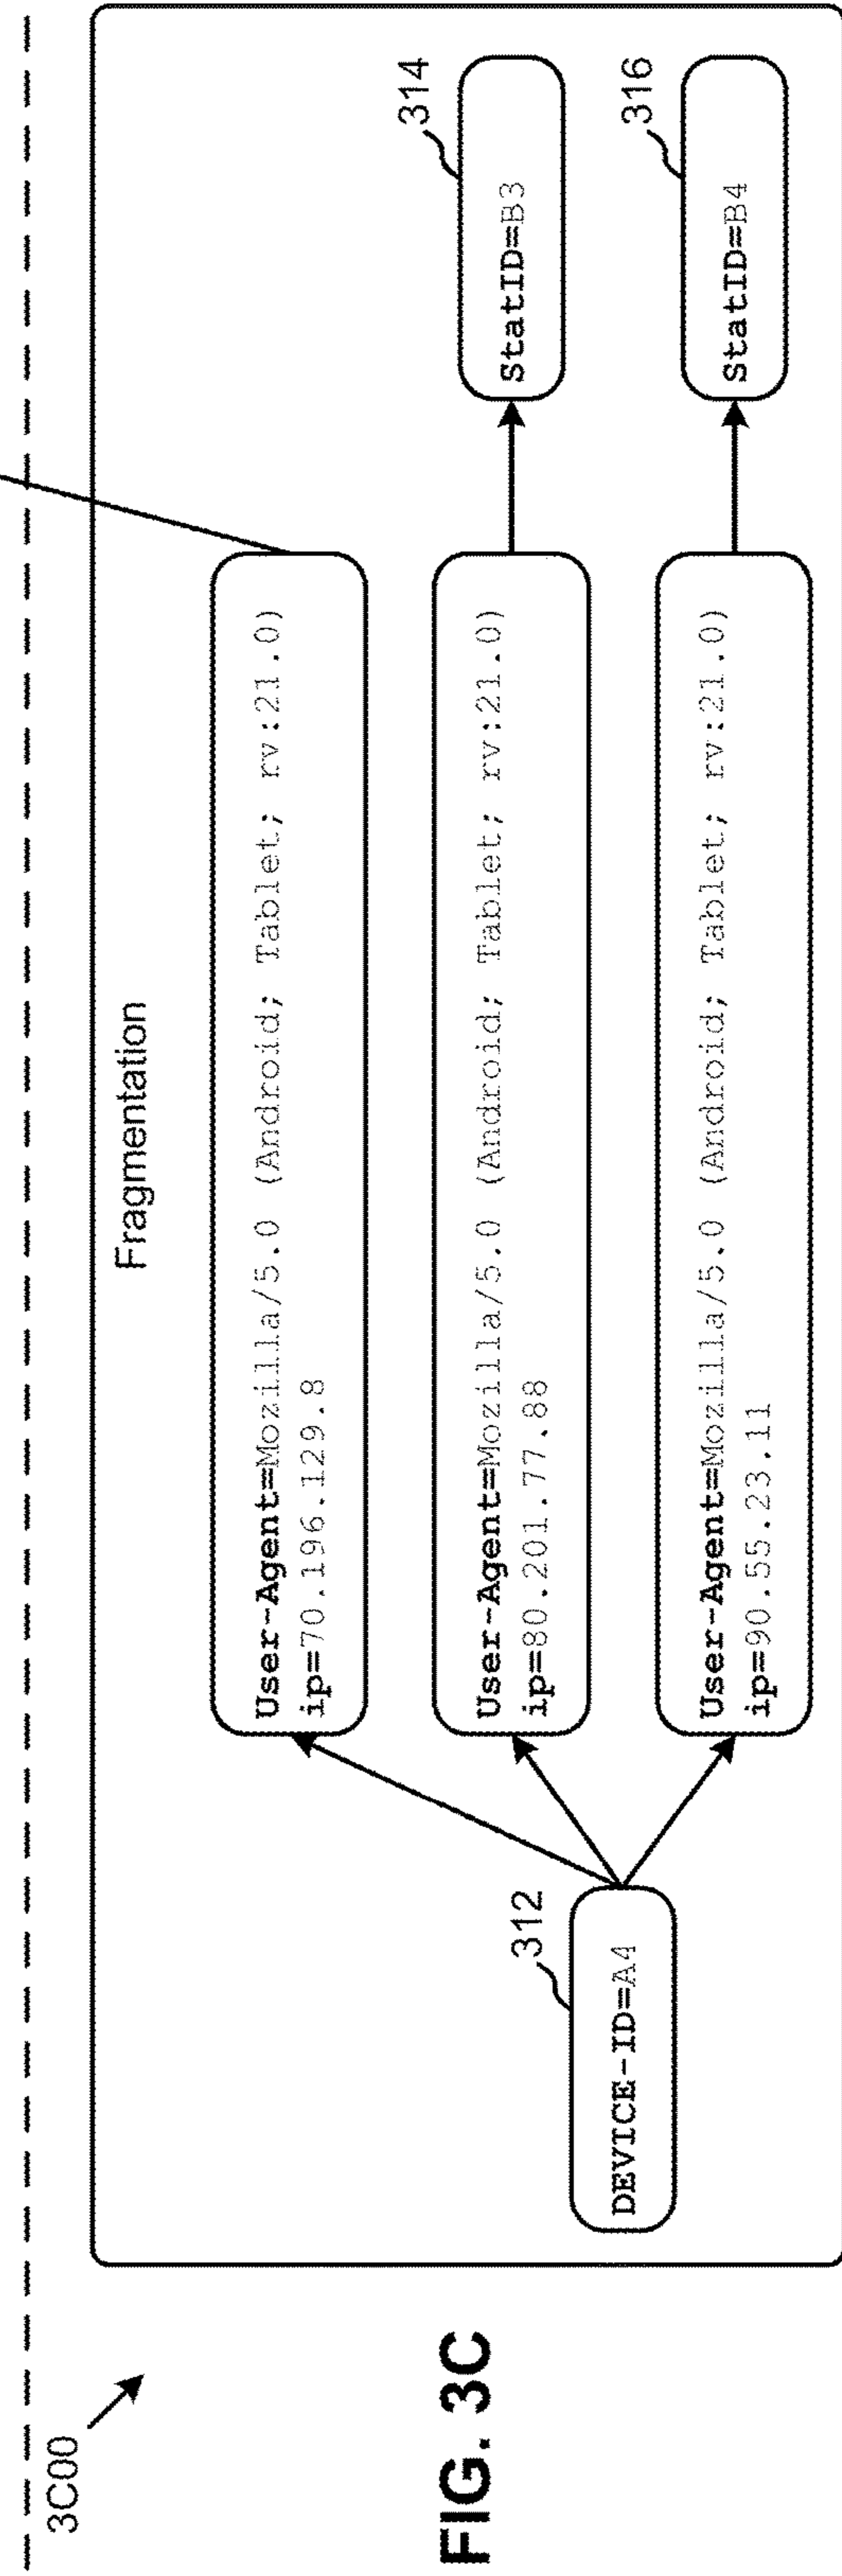 3C00
Fragmentation
User-Agent=Mozilla/5.0 (Android; Tablet; rv:21.0)
ip=70.196.129.8
314
User-Agent=Mozilla/5.0 (Android; Tablet; rv:21.0)
ip=80.201.77.88
StatID=B3
312
DEVICE-ID=A4
316
User-Agent=Mozilla/5.0 (Android; Tablet; rv:21.0)
ip=90.55.23.11
StatID=B4
FIG. 3C